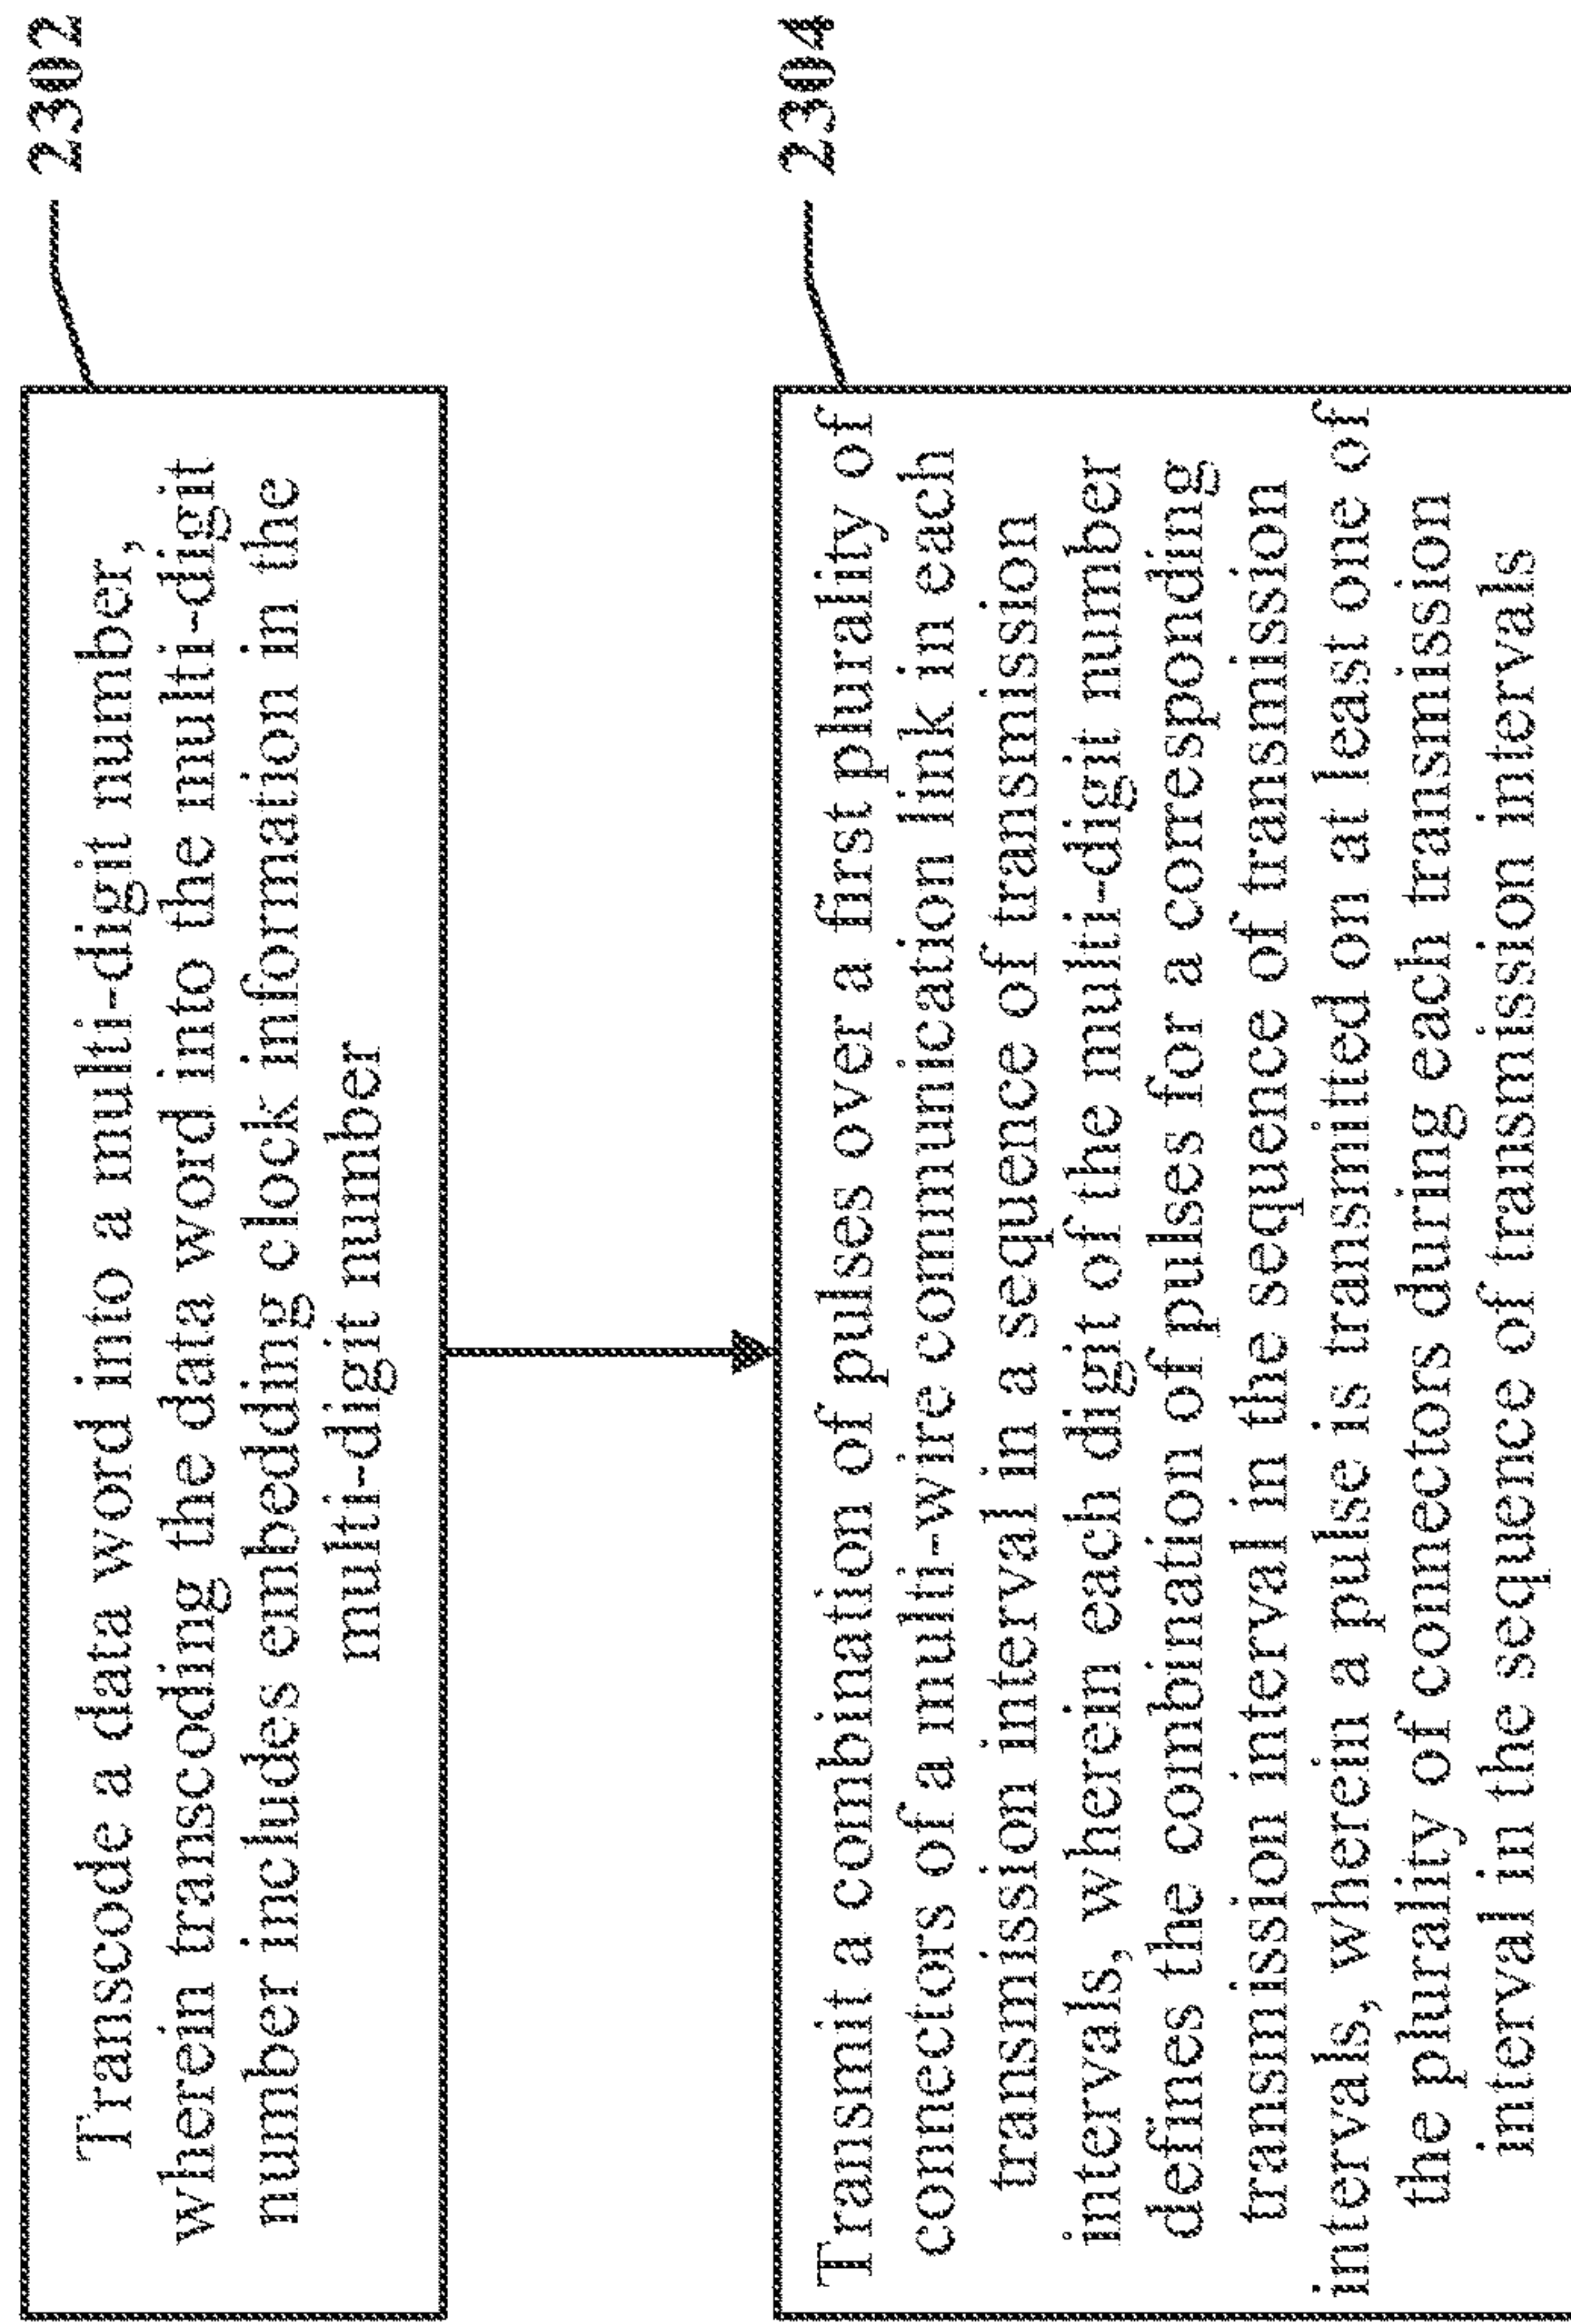 2302
Transcode a data word into a multi-digit number,
wherein transcoding the data word into the multi-digit
number includes embedding clock information in the
multi-digit number
2304
Transmit a combination of pulses over a first plurality of
connectors of a multi-wire communication link in each
transmission interval in a sequence of transmission
intervals, wherein each digit of the multi-digit number
defines the combination of pulses for a corresponding
transmission interval in the sequence of transmission
intervals, wherein a pulse is transmitted on at least one of
the plurality of connectors during each transmission
interval in the sequence of transmission intervals